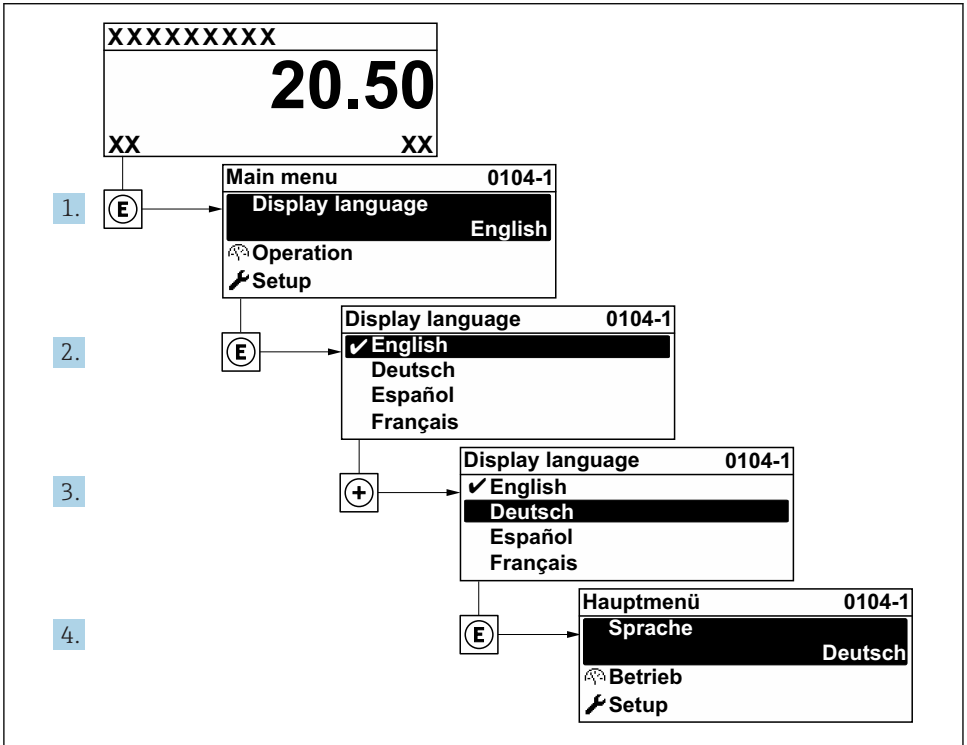 XXXXXXXXX
20.50
XX XX
1.
E
Main menu 0104-1
Display language
English
Operation
Setup
2.
E
Display language 0104-1
✔English
Deutsch
Español
Français
3.
+
Display language 0104-1
✔English
Deutsch
Español
Français
4.
E
Hauptmenü 0104-1
Sprache
Deutsch
Betrieb
Setup